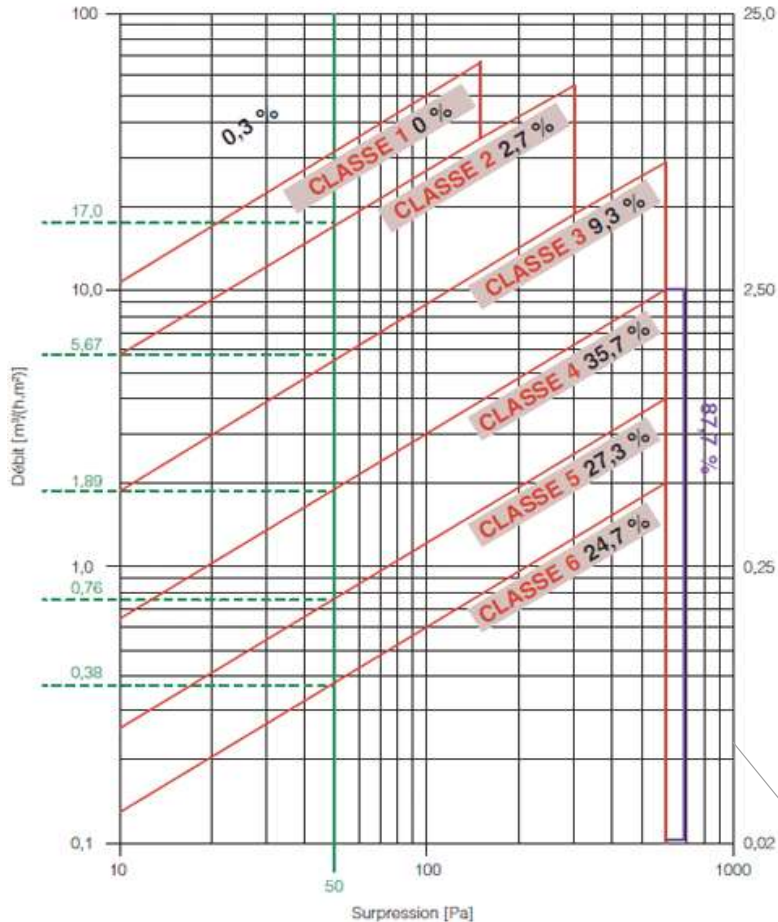 100
25,0
0,3 %
CLASSE 1 0 %
CLASSE 2 2,7 %
17,0
CLASSE 3 9,3 %
10,0
2,50
5,67
CLASSE 4 35,7 %
87,7 %
Débit [m³/(h.m²)]
1,89
CLASSE 5 27,3 %
1,0
0,25
0,76
CLASSE 6 24,7 %
0,38
0,1
0,02
10
50
100
1000
Surpression [Pa]